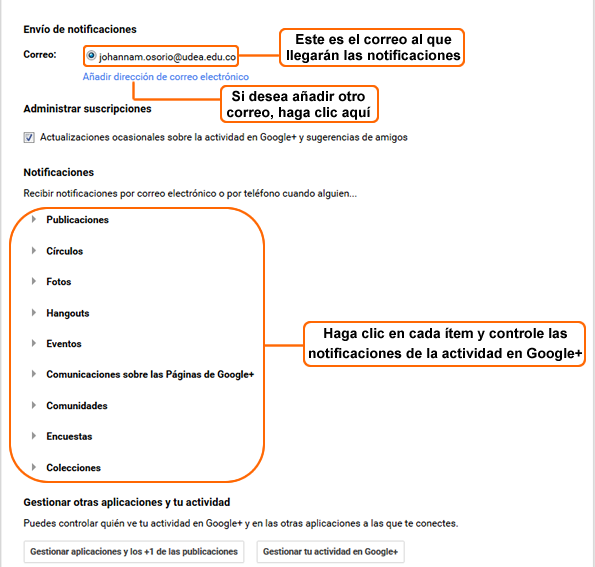 Envío de notificaciones
Correo:
johannam.osorio@udea.edu.co
Este es el correo al que
llegarán las notificaciones
Añadir dirección de correo electrónico
Si desea añadir otro
correo, haga clic aquí
Administrar suscripciones
Actualizaciones ocasionales sobre la actividad en Google+ y sugerencias de amigos
Notificaciones
Recibir notificaciones por correo electrónico o por teléfono cuando alguien...
Publicaciones
Círculos
Fotos
Hangouts
Eventos
Comunicaciones sobre las Páginas de Google+
Comunidades
Encuestas
Colecciones
Haga clic en cada ítem y controle las
notificaciones de la actividad en Google+
Gestionar otras aplicaciones y tu actividad
Puedes controlar quién ve tu actividad en Google+ y en las otras aplicaciones a las que te conectes.
Gestionar aplicaciones y los +1 de las publicaciones
Gestionar tu actividad en Google+